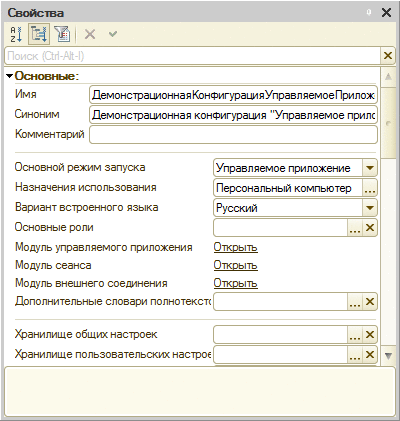 Свойства
Поиск (Ctrl-Alt-I)
Основные:
Имя ДемонстрационнаяКонфигурацияУправляемоеПрилож
Синоним Демонстрационная конфигурация "Управляемое прило
Комментарий
Основной режим запуска Управляемое приложение
Назначения использования Персональный компьютер ...
Вариант встроенного языка Русский
Основные роли ...
Модуль управляемого приложения Открыть
Модуль сеанса Открыть
Модуль внешнего соединения Открыть
Дополнительные словари полнотексто ...
Хранилище общих настроек ...
Хранилище пользовательских настрое ...